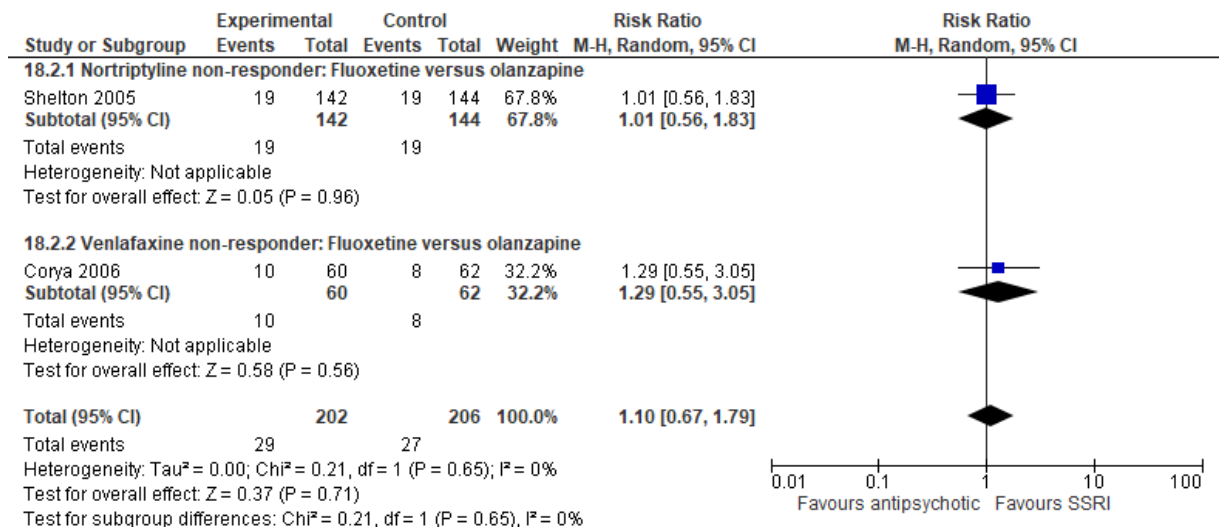 Experimental Control Risk Ratio Risk Ratio
Study or Subgroup Events Total Events Total Weight M-H, Random, 95% CI M-H, Random, 95% CI
18.2.1 Nortriptyline non-responder: Fluoxetine versus olanzapine
Shelton 2005 19 142 19 144 67.8% 1.01 [0.56, 1.83]
Subtotal (95% CI) 142 144 67.8% 1.01 [0.56, 1.83]
Total events 19 19
Heterogeneity: Not applicable
Test for overall effect: Z = 0.05 (P = 0.96)
18.2.2 Venlafaxine non-responder: Fluoxetine versus olanzapine
Corya 2006 10 60 8 62 32.2% 1.29 [0.55, 3.05]
Subtotal (95% CI) 60 62 32.2% 1.29 [0.55, 3.05]
Total events 10 8
Heterogeneity: Not applicable
Test for overall effect: Z = 0.58 (P = 0.56)
Total (95% CI) 202 206 100.0% 1.10 [0.67, 1.79]
Total events 29 27
Heterogeneity: Tau² = 0.00; Chi² = 0.21, df = 1 (P = 0.65); I² = 0%
Test for overall effect: Z = 0.37 (P = 0.71)
Test for subgroup differences: Chi² = 0.21, df = 1 (P = 0.65), I² = 0%
0.01 0.1 1 10 100
Favours antipsychotic Favours SSRI